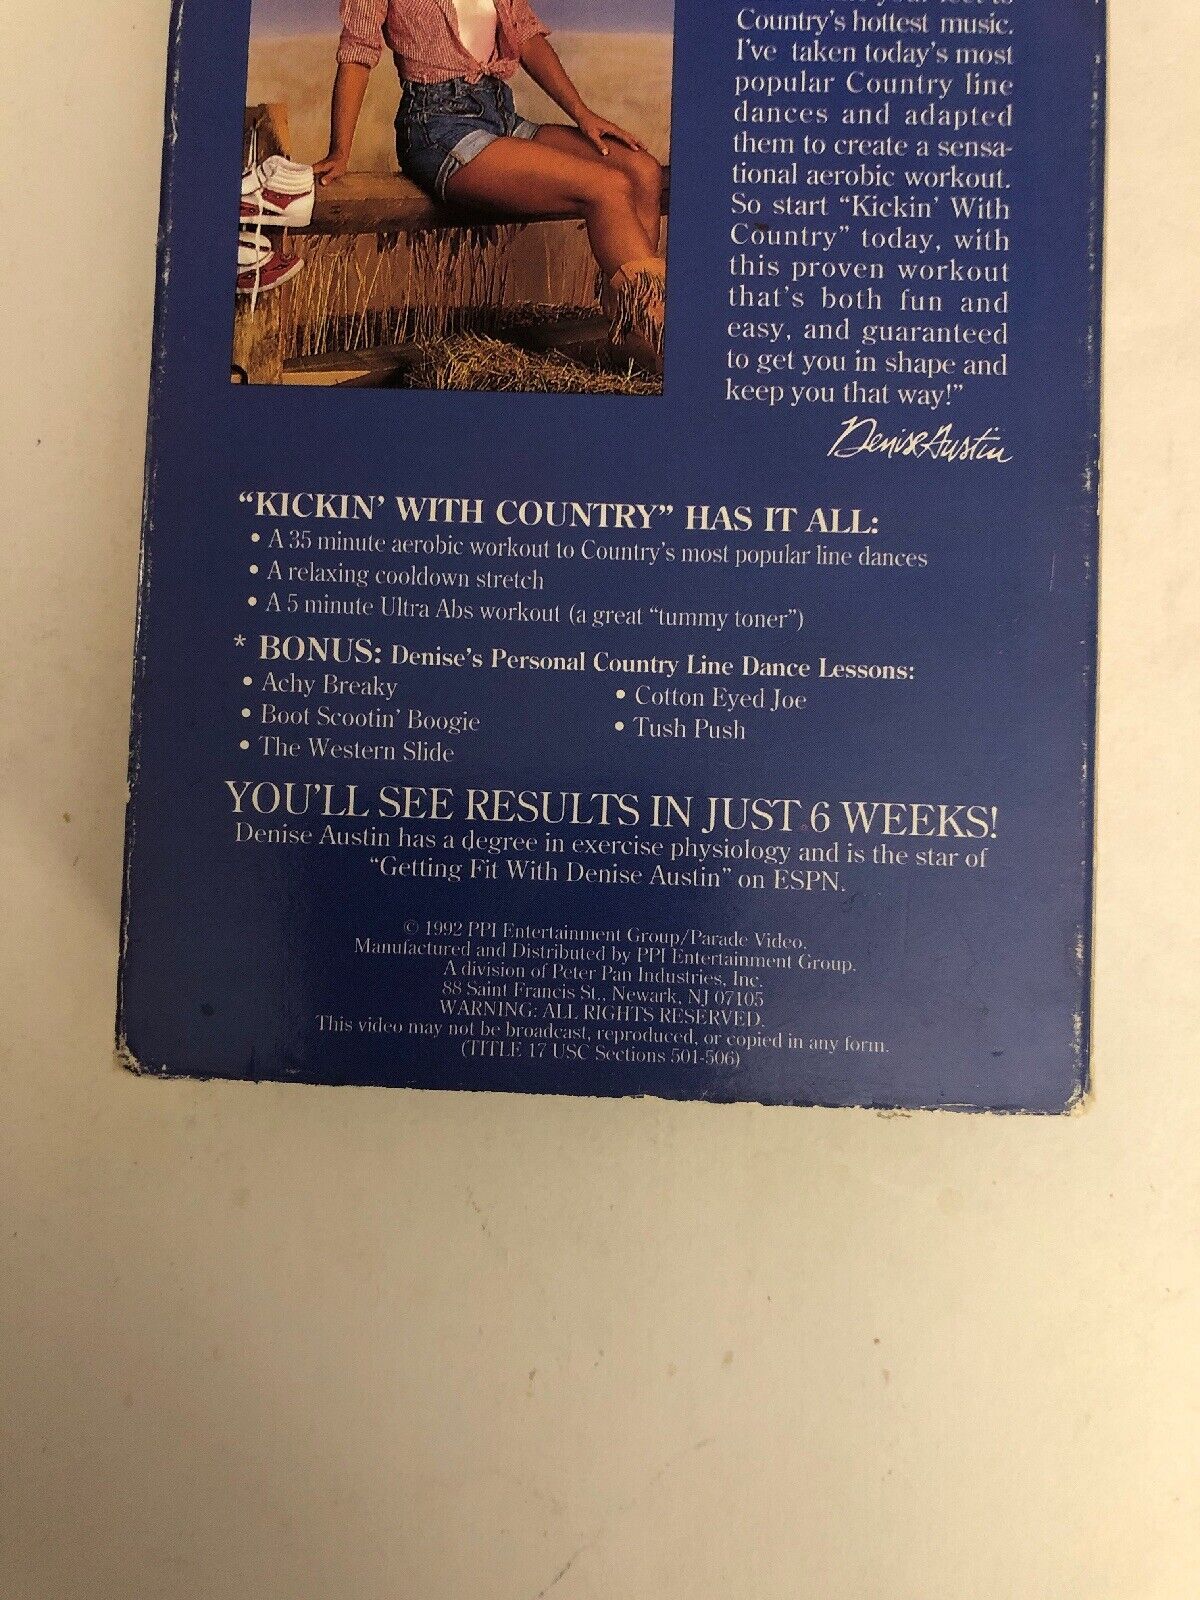 your feet to
Country's hottest music.
I've taken today's most
popular Country line
dances and adapted
them to create a sensa-
tional aerobic workout.
So start “Kickin' With
Country” today, with
this proven workout
that's both fun and
easy, and guaranteed
to get you in shape and
keep you that way!”
Denise Austin
“KICKIN' WITH COUNTRY” HAS IT ALL:
• A 35 minute aerobic workout to Country's most popular line dances
• A relaxing cooldown stretch
• A 5 minute Ultra Abs workout (a great “tummy toner”)
* BONUS: Denise's Personal Country Line Dance Lessons:
• Achy Breaky
• Boot Scootin' Boogie
• The Western Slide
• Cotton Eyed Joe
• Tush Push
YOU'LL SEE RESULTS IN JUST 6 WEEKS!
Denise Austin has a degree in exercise physiology and is the star of
“Getting Fit With Denise Austin” on ESPN.
© 1992 PPI Entertainment Group/Parade Video.
Manufactured and Distributed by PPI Entertainment Group.
A division of Peter Pan Industries, Inc.
88 Saint Francis St., Newark, NJ 07105
WARNING: ALL RIGHTS RESERVED.
This video may not be broadcast, reproduced, or copied in any form.
(TITLE 17 USC Sections 501-506)